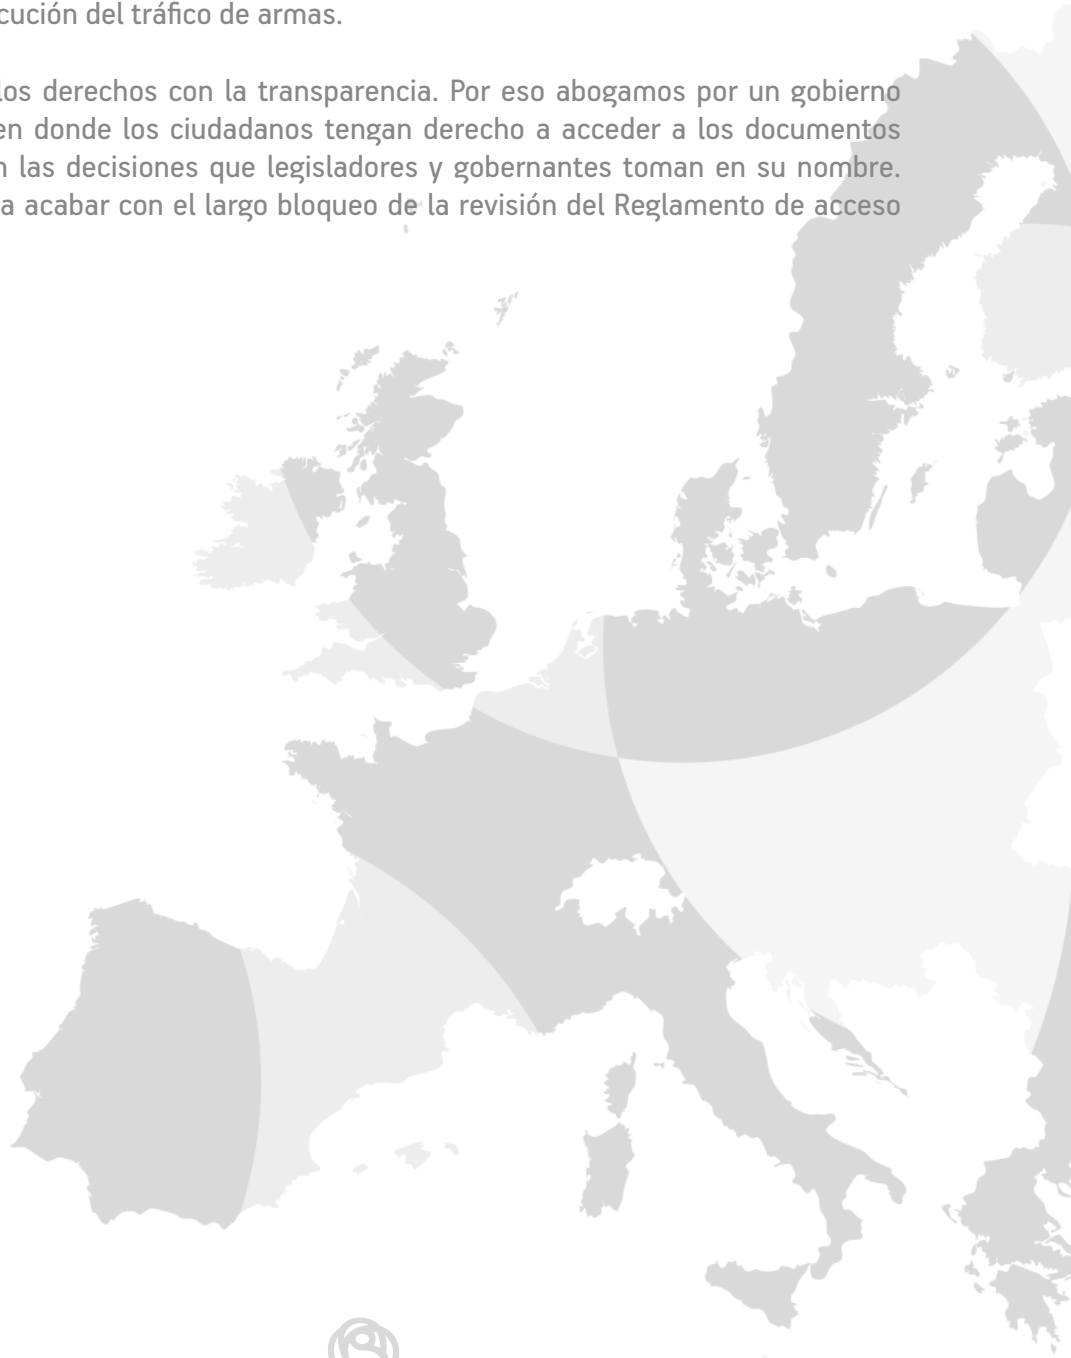 cución del tráfico de armas.
los derechos con la transparencia. Por eso abogamos por un gobierno
en donde los ciudadanos tengan derecho a acceder a los documentos
n las decisiones que legisladores y gobernantes toman en su nombre.
a acabar con el largo bloqueo de la revisión del Reglamento de acceso